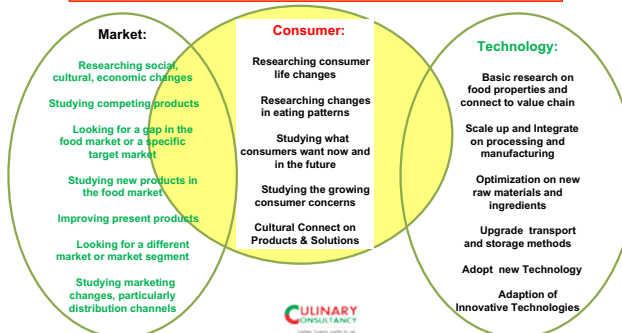 Market:
Researching social,
cultural, economic changes
Studying competing products
Looking for a gap in the
food market or a specific
target market
Studying new products in
the food market
Improving present products
Looking for a different
market or market segment
Studying marketing
changes, particularly
distribution channels
Consumer:
Researching consumer
life changes
Researching changes
in eating patterns
Studying what
consumers want now and
in the future
Studying the growing
consumer concerns
Cultural Connect on
Products & Solutions
Technology:
Basic research on
food properties and
connect to value chain
Scale up and Integrate
on processing and
manufacturing
Optimization on new
raw materials and
ingredients
Upgrade transport
and storage methods
Adopt new Technology
Adaption of
Innovative Technologies
CULINARY
CONSULTANCY